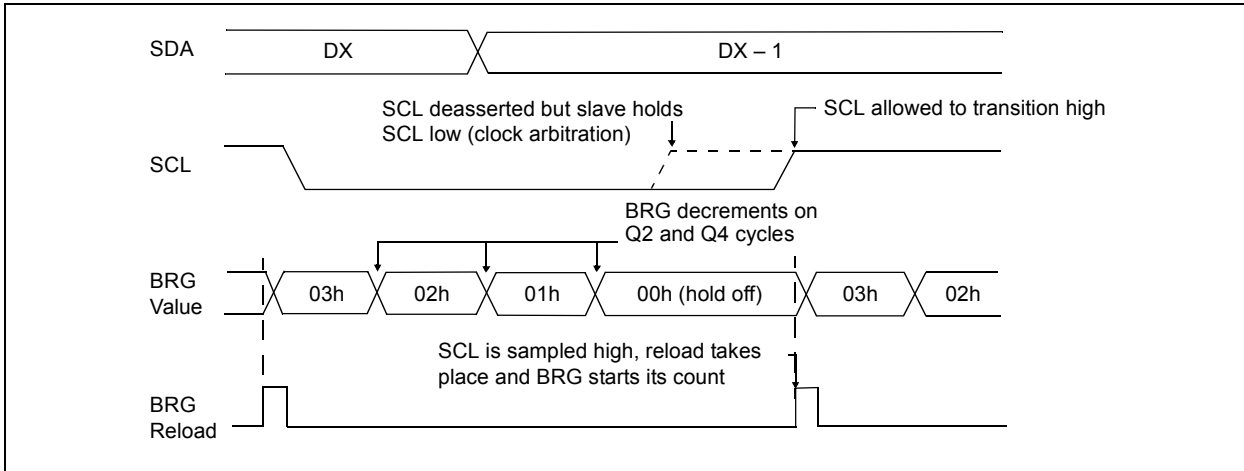 SDA
DX
DX – 1
SCL deasserted but slave holds
SCL low (clock arbitration)
SCL allowed to transition high
SCL
BRG decrements on
Q2 and Q4 cycles
BRG
Value
03h
02h
01h
00h (hold off)
03h
02h
SCL is sampled high, reload takes
place and BRG starts its count
BRG
Reload